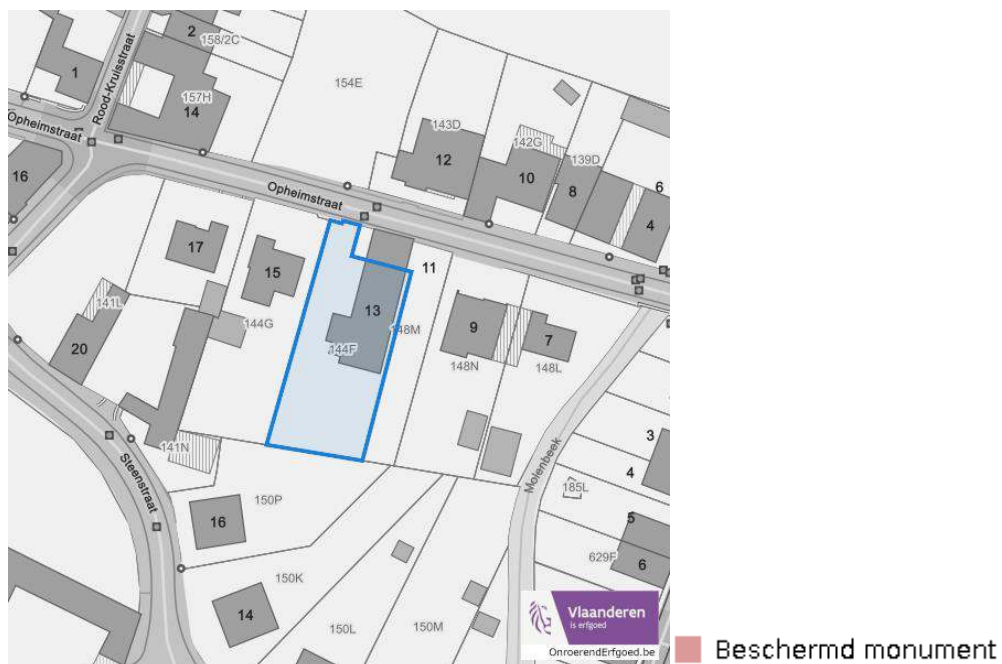 2
158/2C
1
Rood-Kruisstraat
157H
14
154E
Opheimstraat
16
143D
12
142G
10
139D
8
6
4
Opheimstraat
17
15
11
13
148M
144F
144G
141L
20
9
7
148N
148L
141N
Steenstraat
Molenbeek
3
4
185L
5
629F
6
150P
16
150K
14
150L
150M
Vlaanderen
is erfgoed
OnroerendErfgoed.be
Beschermd monument